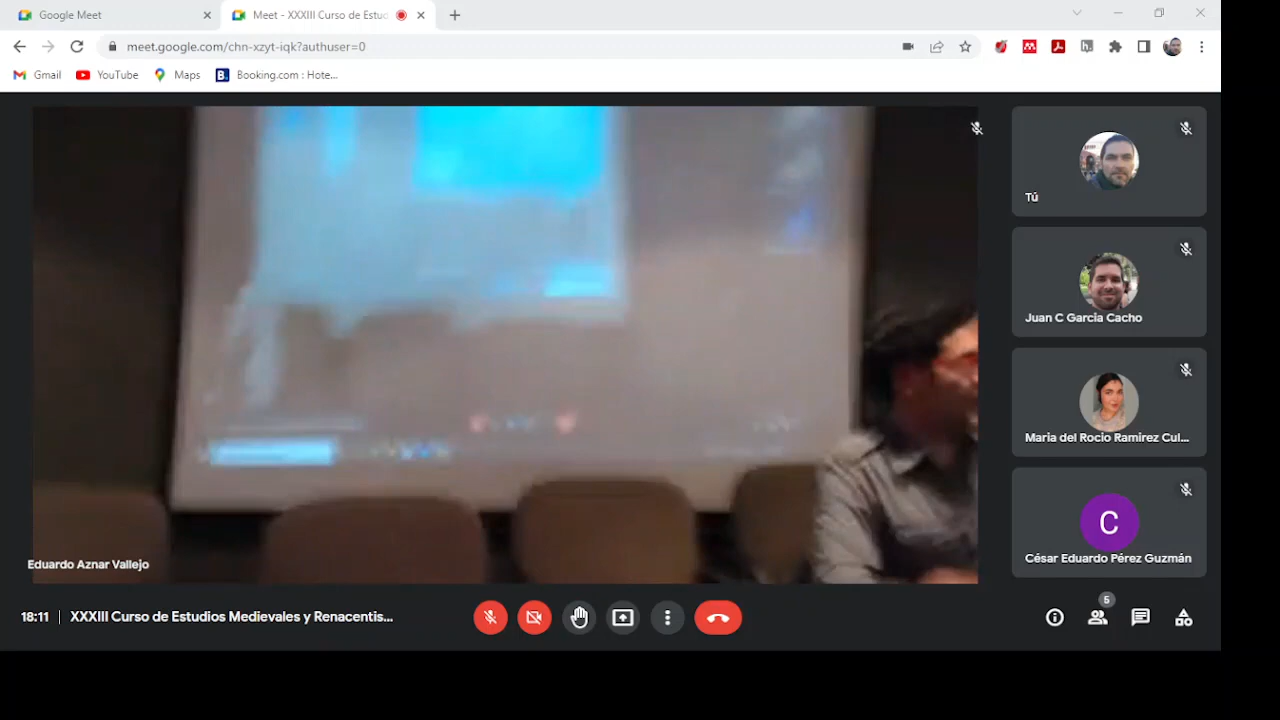 Google Meet
Meet - XXXIII Curso de Estuc
meet.google.com/chn-xzyt-iqk?authuser=0
Gmail
YouTube
Maps
B.
Booking.com : Hote...
Tú
Juan C Garcia Cacho
Maria del Rocio Ramirez Cul...
C
César Eduardo Pérez Guzmán
Eduardo Aznar Vallejo
18:11 | XXXIII Curso de Estudios Medievales y Renacentis...
5